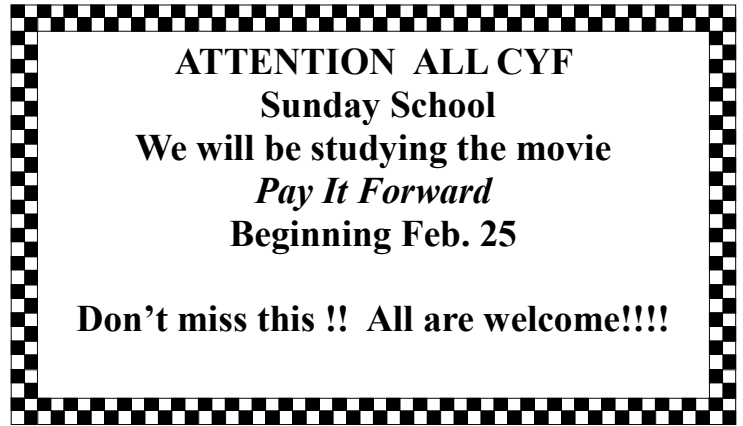 ATTENTION  ALL CYF
Sunday School
We will be studying the movie
Pay It Forward
Beginning Feb. 25
Don’t miss this !!  All are welcome!!!!